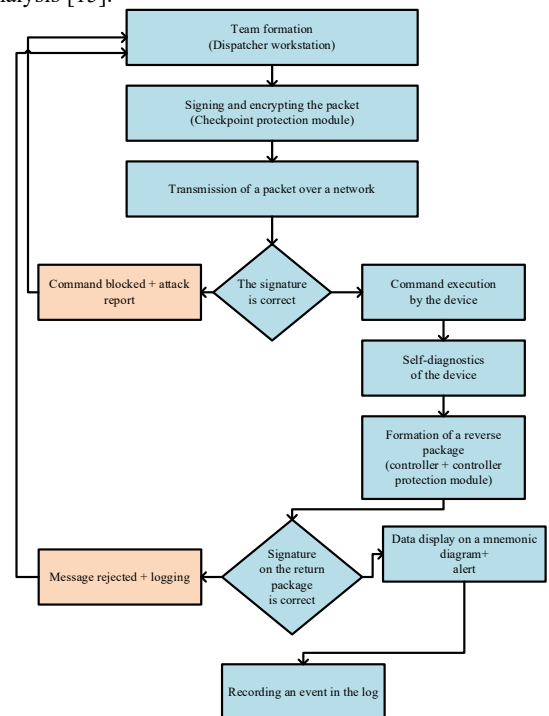 nalysis [15].
Team formation
(Dispatcher workstation)
Signing and encrypting the packet
(Checkpoint protection module)
Transmission of a packet over a network
Command blocked + attack
report
The signature
is correct
Command execution
by the device
Self-diagnostics
of the device
Formation of a reverse
package
(controller + controller
protection module)
Message rejected + logging
Signature
on the return
package
is correct
Data display on a mnemonic
diagram+
alert
Recording an event in the log